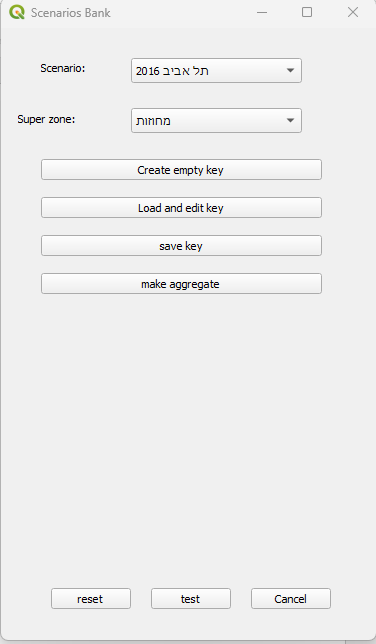 Scenarios Bank
Scenario:
תל אביב 2016
Super zone:
מחוזות
Create empty key
Load and edit key
save key
make aggregate
reset
test
Cancel